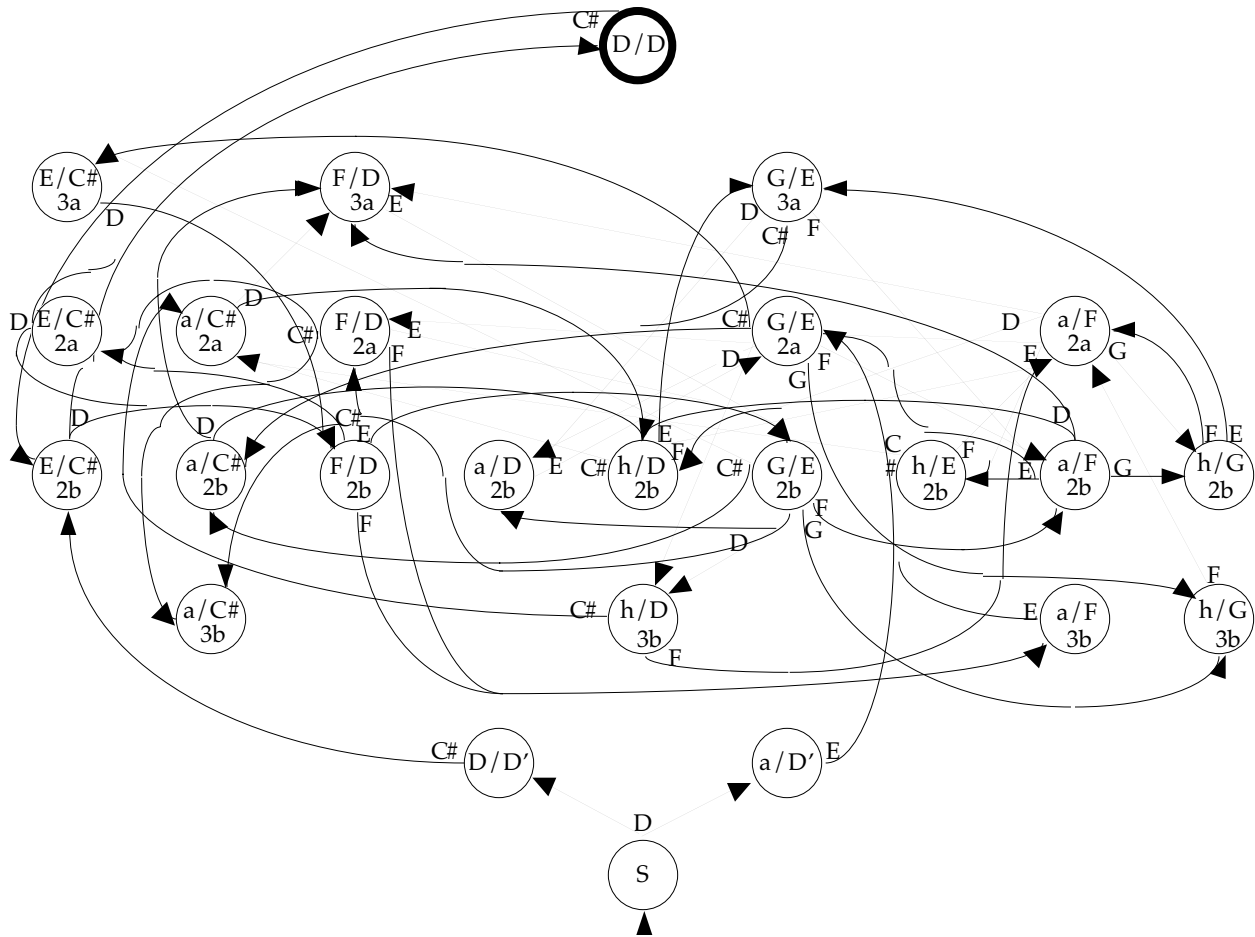 C#
D/D
E/C#
3a
F/D
3a
G/E
3a
D
E
D
C#
F
D
E/C#
2a
a/C#
2a
D
C#
F/D
2a
E
F
C#
G/E
2a
D
F
G
D
a/F
2a
E
G
D
E/C#
2b
D
a/C#
2b
C#
E
F/D
2b
F
a/D
2b
E
C#
h/D
2b
E
F
C#
G/E
2b
F
G
D
C
#
h/E
2b
F
D
E
a/F
2b
G
F
E
h/G
2b
a/C#
3b
C#
h/D
3b
F
E
a/F
3b
F
h/G
3b
C#
D/D'
a/D'
E
D
S